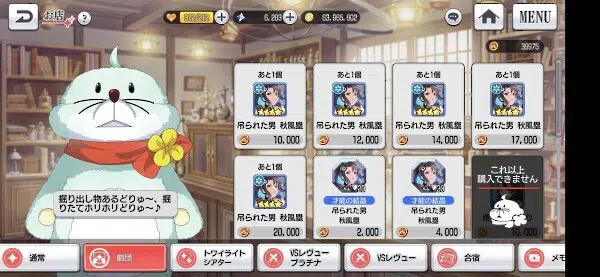 お店
?
312/212
6,283
63,965,602
MENU
38975
あと1個
吊られた男 秋風塁
10,000
あと1個
吊られた男 秋風塁
12,000
あと1個
吊られた男 秋風塁
14,000
あと1個
吊られた男 秋風塁
17,000
あと1個
吊られた男 秋風塁
20,000
30
才能の結晶
吊られた男
秋風塁
2,000
30
才能の結晶
吊られた男
秋風塁
4,000
これ以上
購入できません
掘り出し物あるどりゅ〜、掘
りたてホリホリどりゅ〜♪
通常
劇団
トワイライト
シアター
VSレヴュー
プラチナ
VSレヴュー
合宿
メモ